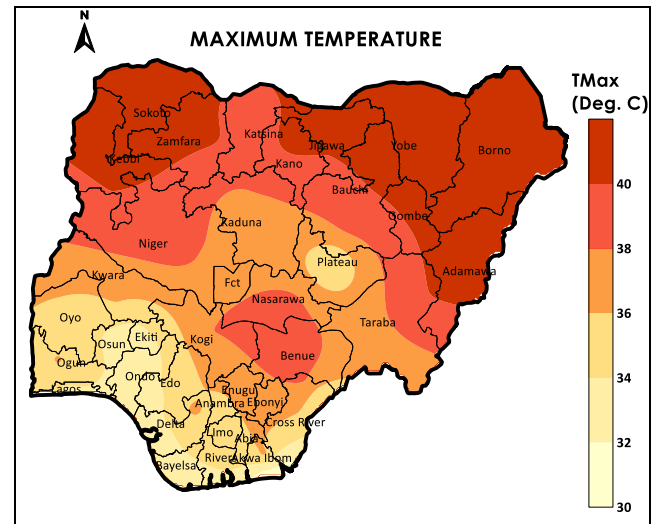 N
MAXIMUM TEMPERATURE
TMax
(Deg. C)
Sokoto
Zamfara
Katsina
Jigawa
Yobe
Borno
Kebbi
Kano
Bauchi
Gombe
Kaduna
Niger
Plateau
Adamawa
Kwara
Fct
Nasarawa
Taraba
Oyo
Osun
Ekiti
Kogi
Benue
Ogun
Ondo
Edo
Enugu
Lagos
Anambra
Ebonyi
Delta
Imo
Abia
Cross River
Bayelsa
River
Akwa Ibom
40
38
36
34
32
30